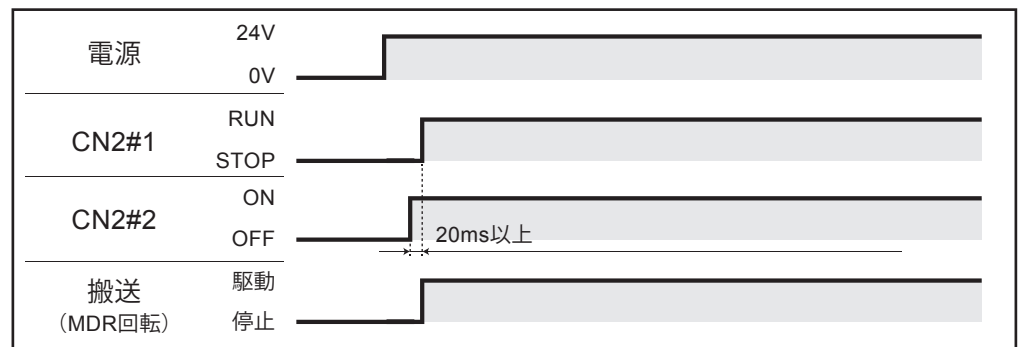 電源
24V
0V
CN2#1
RUN
STOP
CN2#2
ON
OFF
20ms以上
搬送
（MDR回転）
駆動
停止